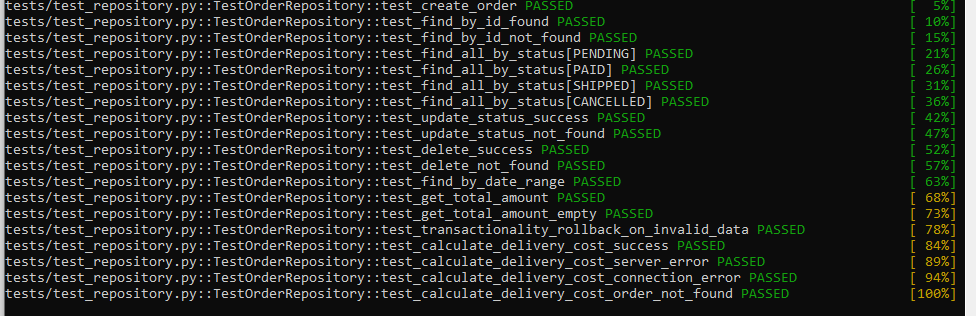 tests/test_repository.py::TestOrderRepository::test_create_order PASSED [  5%]
tests/test_repository.py::TestOrderRepository::test_find_by_id_found PASSED [ 10%]
tests/test_repository.py::TestOrderRepository::test_find_by_id_not_found PASSED [ 15%]
tests/test_repository.py::TestOrderRepository::test_find_all_by_status[PENDING] PASSED [ 21%]
tests/test_repository.py::TestOrderRepository::test_find_all_by_status[PAID] PASSED [ 26%]
tests/test_repository.py::TestOrderRepository::test_find_all_by_status[SHIPPED] PASSED [ 31%]
tests/test_repository.py::TestOrderRepository::test_find_all_by_status[CANCELLED] PASSED [ 36%]
tests/test_repository.py::TestOrderRepository::test_update_status_success PASSED [ 42%]
tests/test_repository.py::TestOrderRepository::test_update_status_not_found PASSED [ 47%]
tests/test_repository.py::TestOrderRepository::test_delete_success PASSED [ 52%]
tests/test_repository.py::TestOrderRepository::test_delete_not_found PASSED [ 57%]
tests/test_repository.py::TestOrderRepository::test_find_by_date_range PASSED [ 63%]
tests/test_repository.py::TestOrderRepository::test_get_total_amount PASSED [ 68%]
tests/test_repository.py::TestOrderRepository::test_get_total_amount_empty PASSED [ 73%]
tests/test_repository.py::TestOrderRepository::test_transactionality_rollback_on_invalid_data PASSED [ 78%]
tests/test_repository.py::TestOrderRepository::test_calculate_delivery_cost_success PASSED [ 84%]
tests/test_repository.py::TestOrderRepository::test_calculate_delivery_cost_server_error PASSED [ 89%]
tests/test_repository.py::TestOrderRepository::test_calculate_delivery_cost_connection_error PASSED [ 94%]
tests/test_repository.py::TestOrderRepository::test_calculate_delivery_cost_order_not_found PASSED [100%]